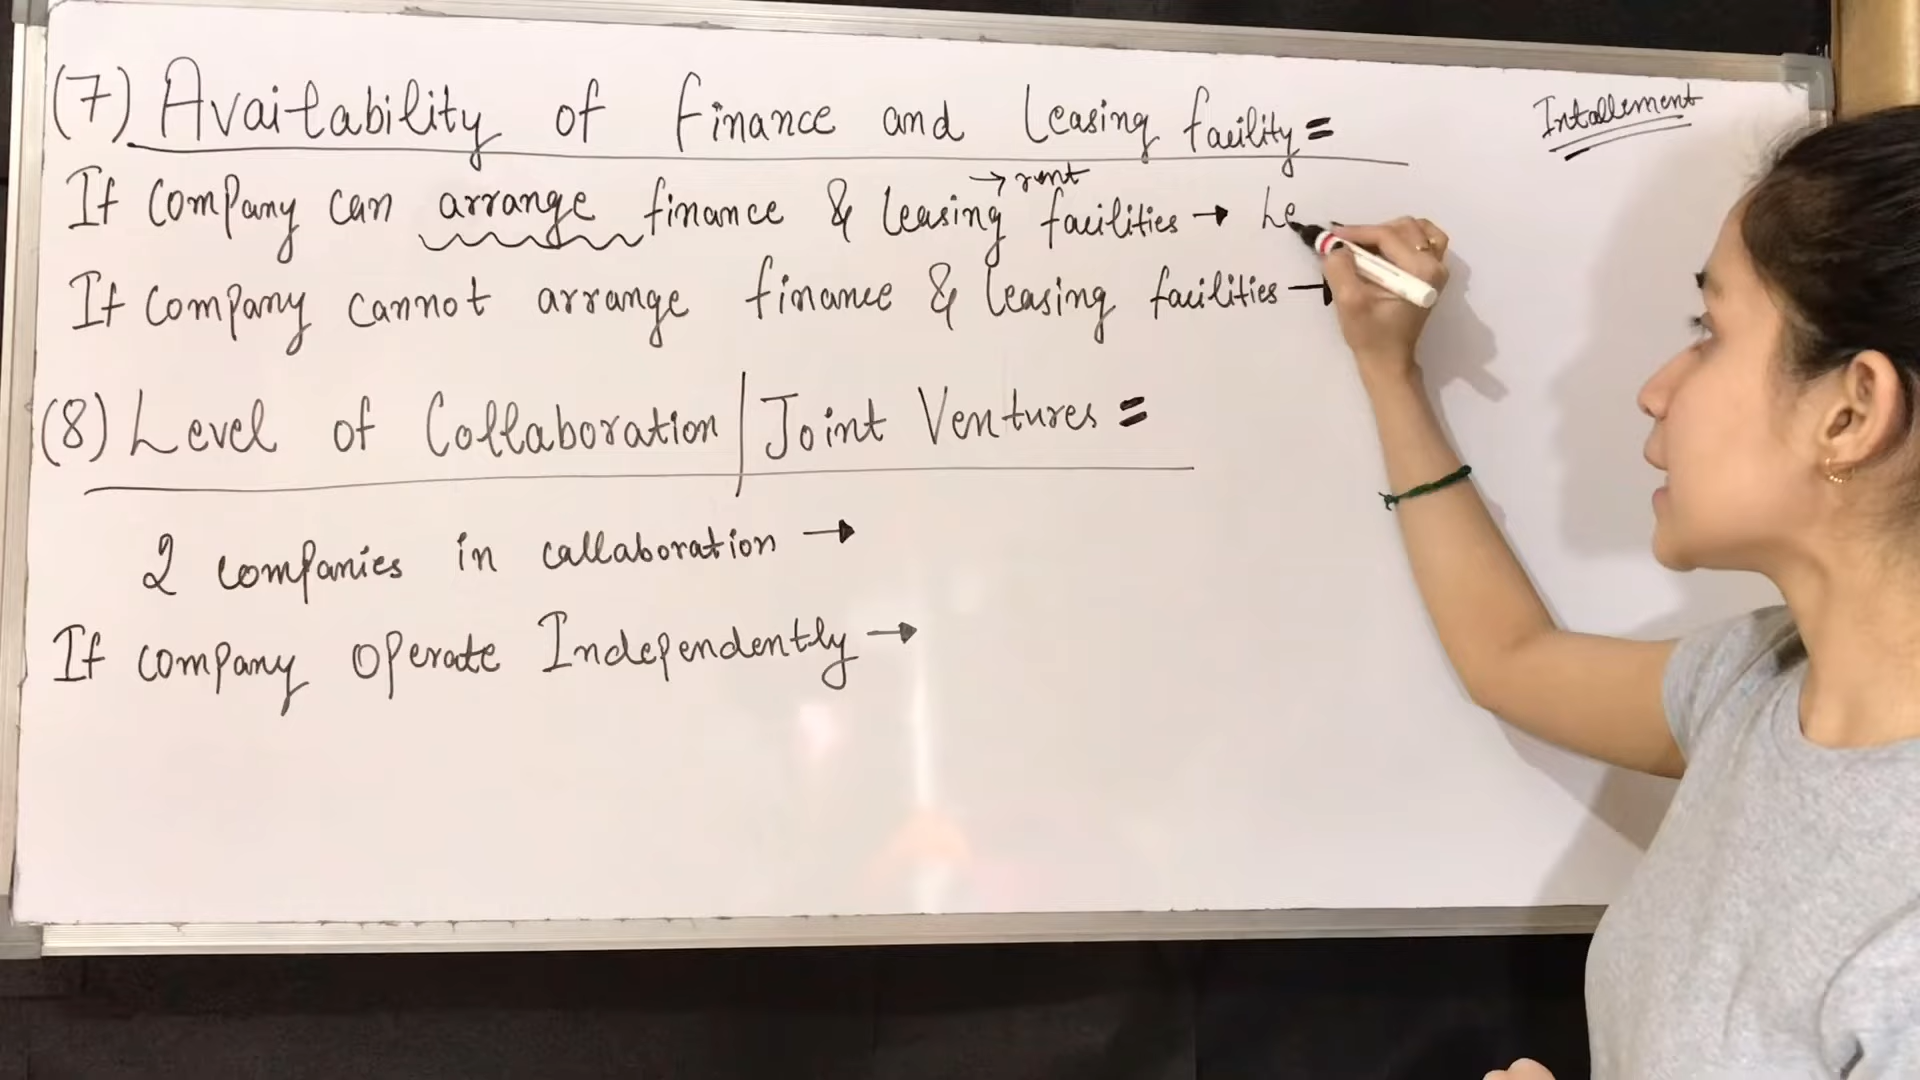 (7) Availability of Finance and Leasing facility =
Intallement
→ rent
If Company can arrange finance & leasing facilities → Le
If Company cannot arrange finance & leasing facilities →
(8) Level of Collaboration | Joint Ventures =
2 companies in callaboration →
If company operate Independently →